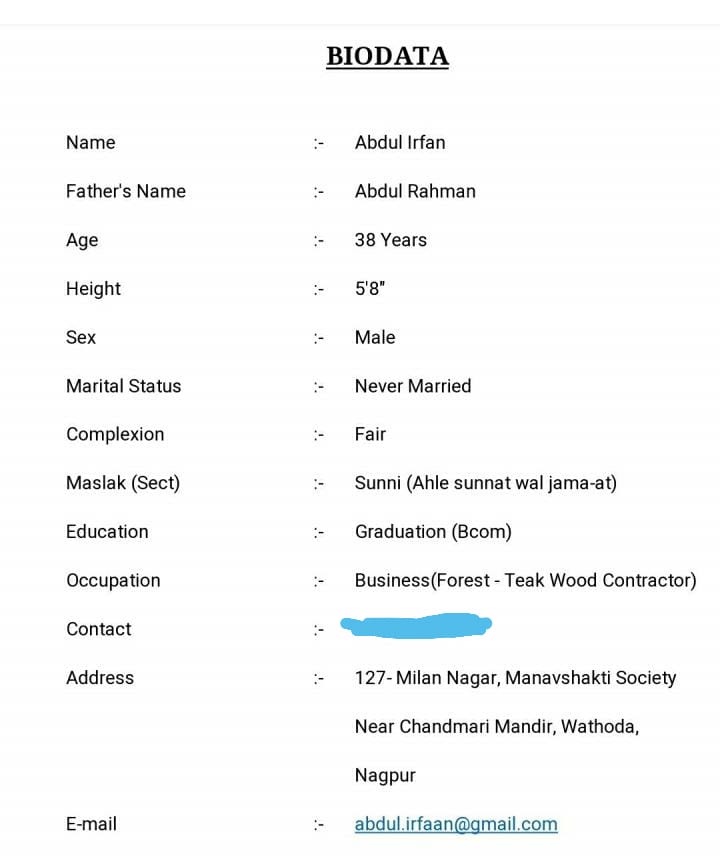 BIODATA
Name :- Abdul Irfan
Father's Name :- Abdul Rahman
Age :- 38 Years
Height :- 5'8"
Sex :- Male
Marital Status :- Never Married
Complexion :- Fair
Maslak (Sect) :- Sunni (Ahle sunnat wal jama-at)
Education :- Graduation (Bcom)
Occupation :- Business(Forest - Teak Wood Contractor)
Contact :-
Address :- 127- Milan Nagar, Manavshakti Society
Near Chandmari Mandir, Wathoda,
Nagpur
E-mail :- abdul.irfaan@gmail.com